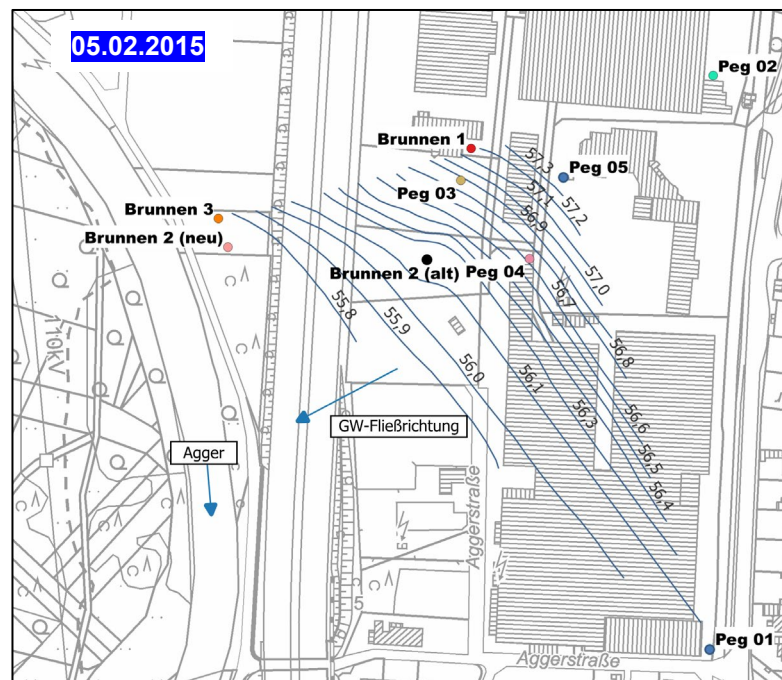 05.02.2015
Peg 02
Brunnen 1
57,3
Peg 05
57,1
57,2
Peg 03
56,9
Brunnen 3
Brunnen 2 (neu)
Brunnen 2 (alt)
Peg 04
57,0
56,7
55,8
55,9
110KV
56,0
56,8
56,1
56,3
56,6
GW-Fließrichtung
Agger
56,5
56,4
Aggerstraße
E
5
Peg 01
Aggerstraße